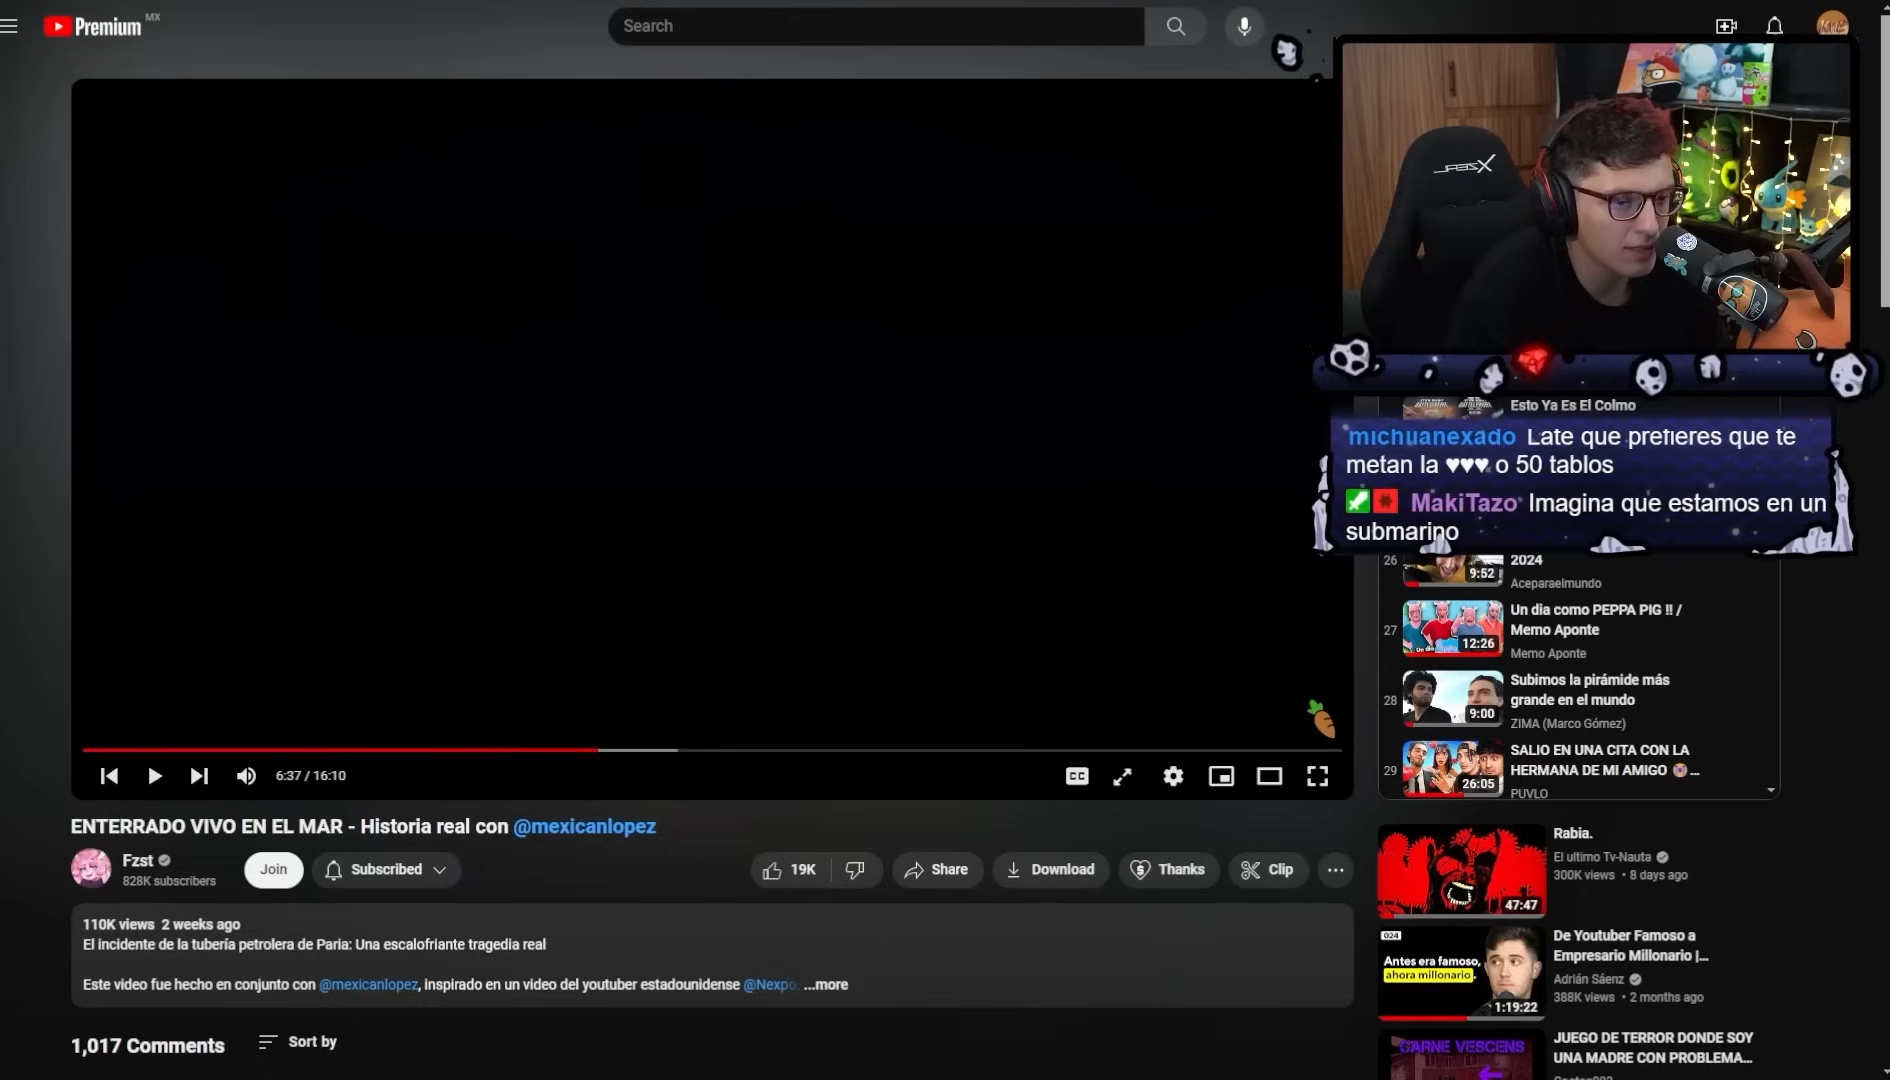 Premium MX
Search
XZEAL
Esto Ya Es El Colmo
michuanexado Late que prefieres que te
metan la ♥♥♥ o 50 tablos
MakiTazo Imagina que estamos en un
submarino
26
9:52
2024
Aceparaelmundo
27
12:26
Un dia como PEPPA PIG !! /
Memo Aponte
Memo Aponte
28
9:00
Subimos la pirámide más
grande en el mundo
ZIMA (Marco Gómez)
29
26:05
SALIO EN UNA CITA CON LA
HERMANA DE MI AMIGO 😭...
PUVLO
6:37 / 16:10
CC
ENTERRADO VIVO EN EL MAR - Historia real con @mexicanlopez
Fzst
828K subscribers
Join
Subscribed
19K
Share
Download
Thanks
Clip
110K views 2 weeks ago
El incidente de la tubería petrolera de Paria: Una escalofriante tragedia real
Este video fue hecho en conjunto con @mexicanlopez, inspirado en un video del youtuber estadounidense @Nexpo ...more
1,017 Comments
Sort by
47:47
Rabia.
El ultimo Tv-Nauta
300K views • 8 days ago
024
Antes era famoso,
ahora millonario.
1:19:22
De Youtuber Famoso a
Empresario Millonario |...
Adrián Sáenz
388K views • 2 months ago
CARNE VESCENS
JUEGO DE TERROR DONDE SOY
UNA MADRE CON PROBLEMA...